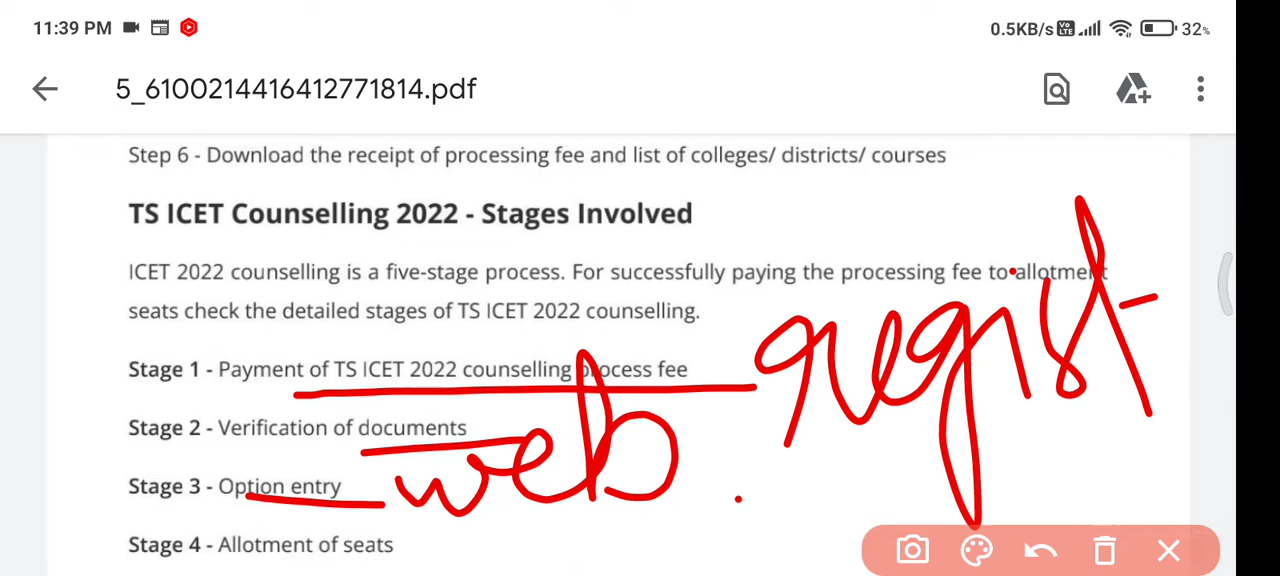 11:39 PM 0.5KB/s Vo LTE 32%
5_6100214416412771814.pdf
Step 6 - Download the receipt of processing fee and list of colleges/ districts/ courses
TS ICET Counselling 2022 - Stages Involved
ICET 2022 counselling is a five-stage process. For successfully paying the processing fee to allotment
seats check the detailed stages of TS ICET 2022 counselling.
Regist
Stage 1 - Payment of TS ICET 2022 counselling process fee
Stage 2 - Verification of documents
web
Stage 3 - Option entry
Stage 4 - Allotment of seats